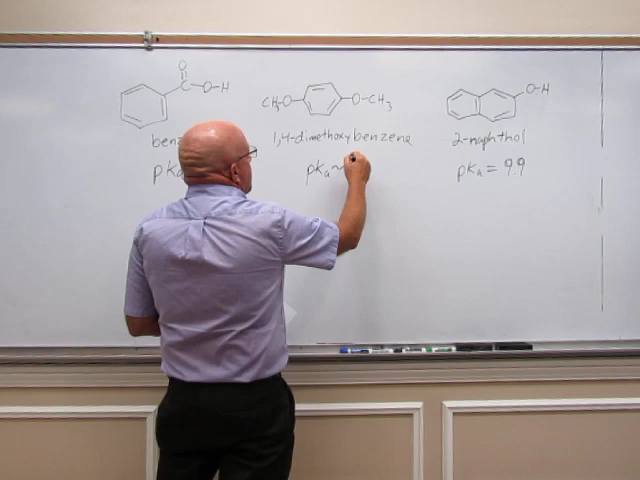 O
C O-H
CH₃-O O-CH₃
O-H
1,4-dimethoxybenzene
2-naphthol
pKa ~
pKa = 9.9